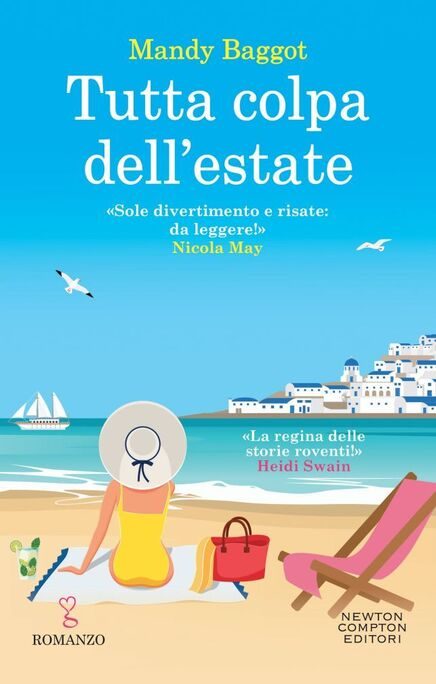 Mandy Baggot
Tutta colpa
dell'estate
«Sole divertimento e risate:
da leggere!»
Nicola May
«La regina delle
storie roventi!»
Heidi Swain
ROMANZO
NEWTON
COMPTON
EDITORI